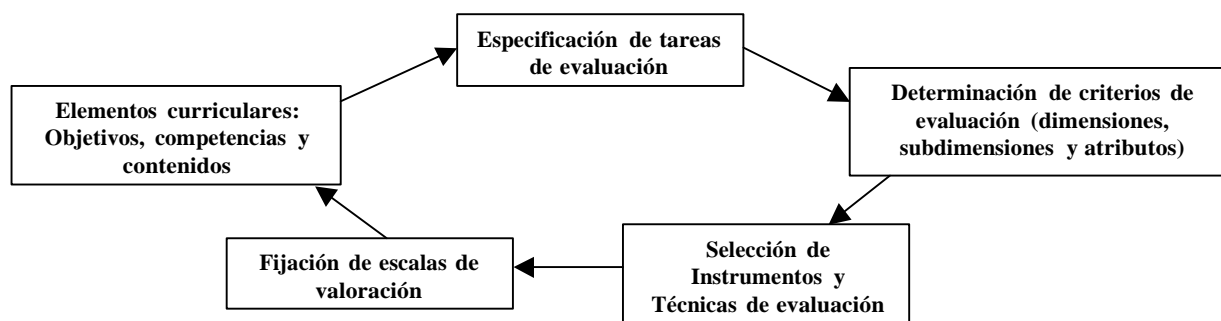 Especificación de tareas
de evaluación
Elementos curriculares:
Objetivos, competencias y
contenidos
Determinación de criterios de
evaluación (dimensiones,
subdimensiones y atributos)
Fijación de escalas de
valoración
Selección de
Instrumentos y
Técnicas de evaluación